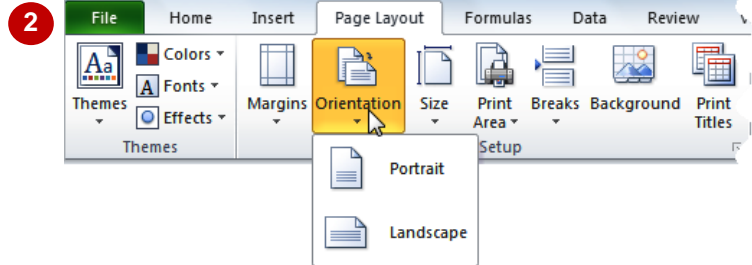 2
File Home Insert Page Layout Formulas Data Review
Aa Colors
A Fonts
Themes Effects
Margins Orientation Size Print Area Breaks Background Print Titles
Themes Setup
Portrait
Landscape